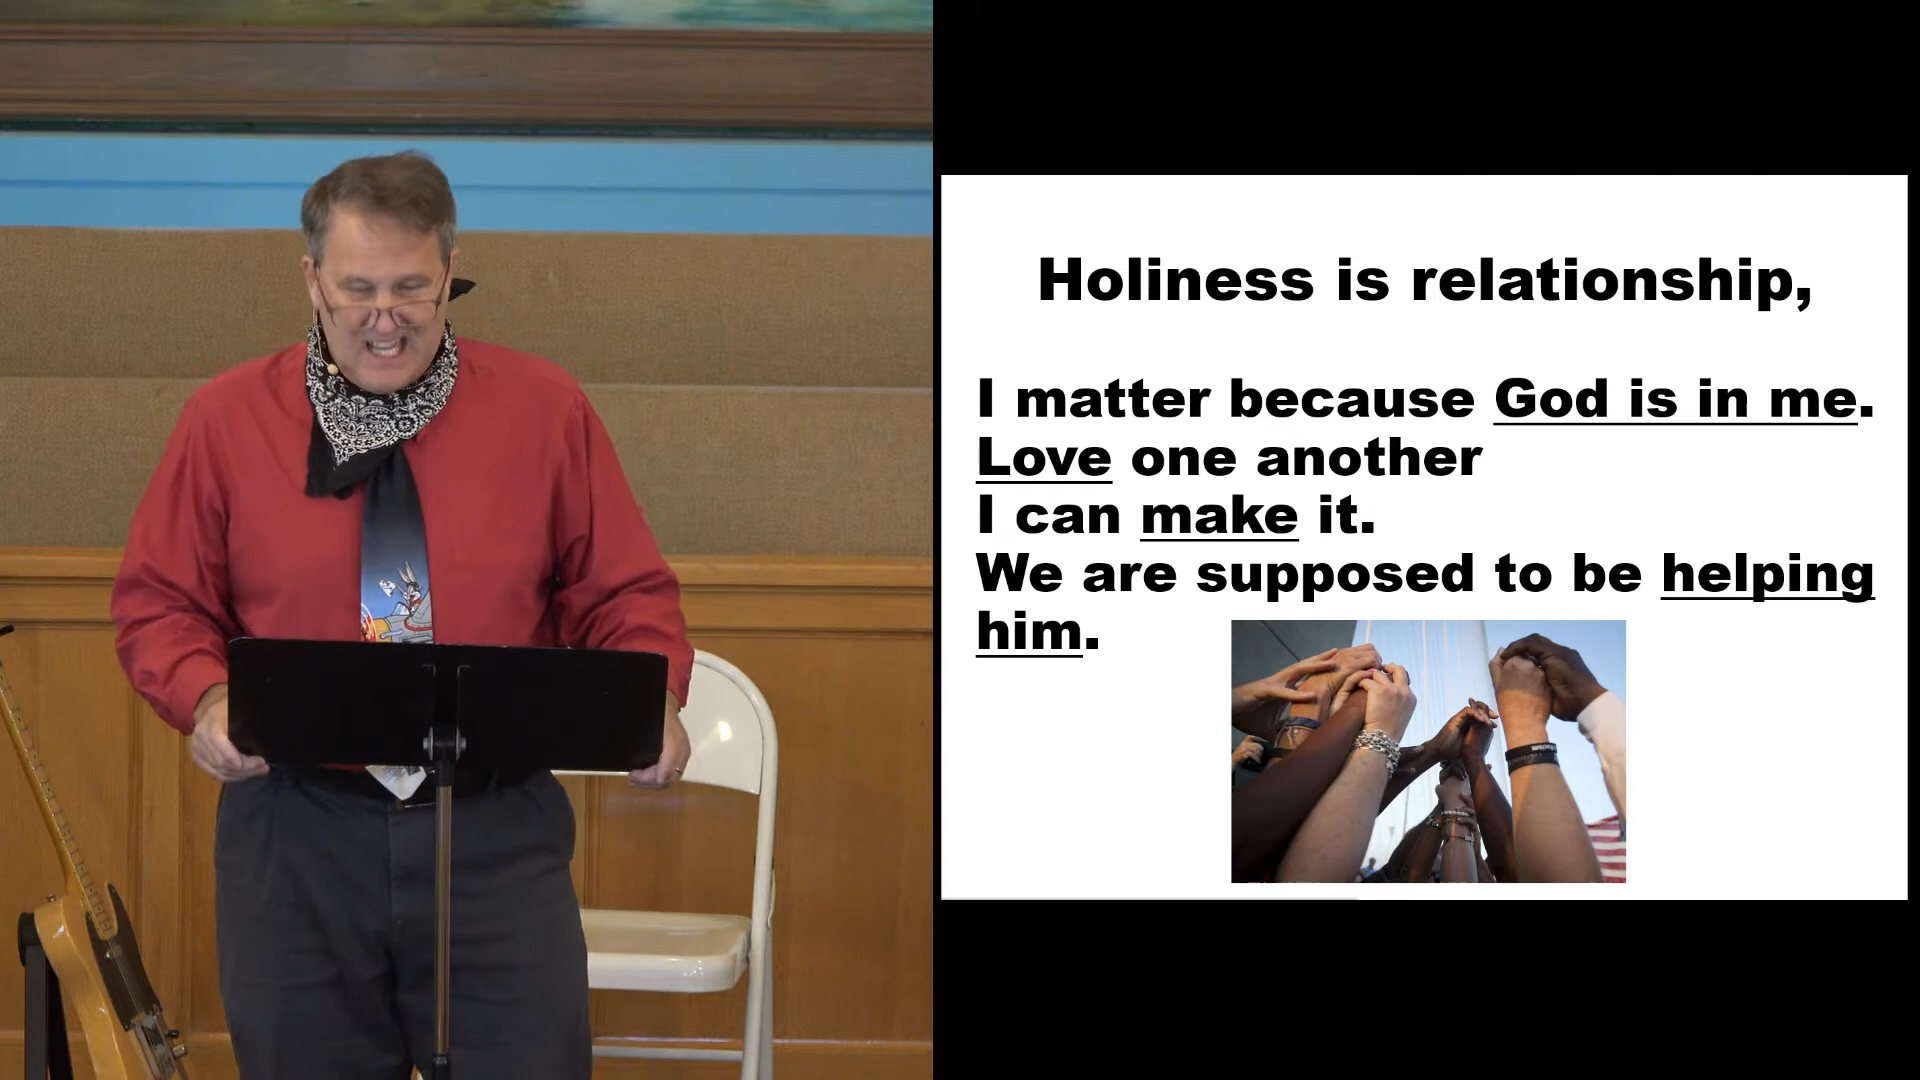 Holiness is relationship,
I matter because God is in me.
Love one another
I can make it.
We are supposed to be helping
him.